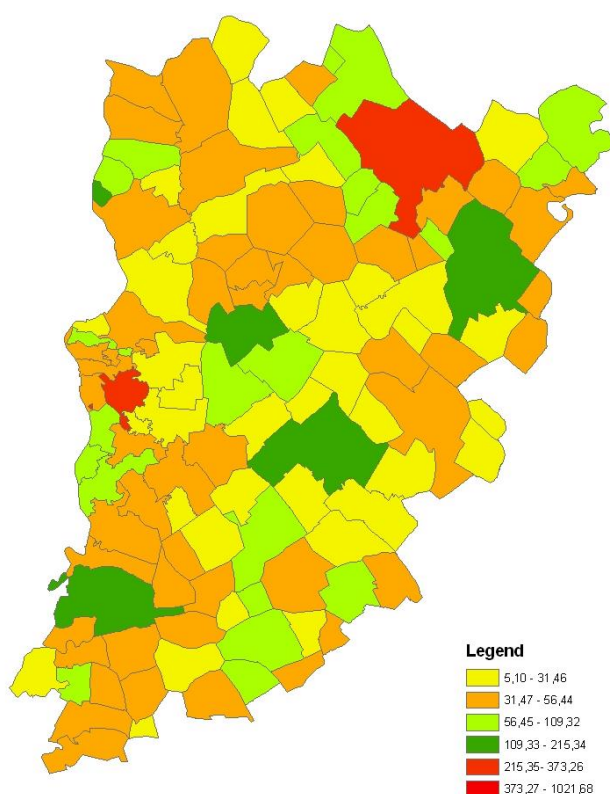 Legend
5,10 - 31,46
31,47 - 56,44
56,45 - 109,32
109,33 - 215,34
215,35- 373,26
373,27 - 1021,68